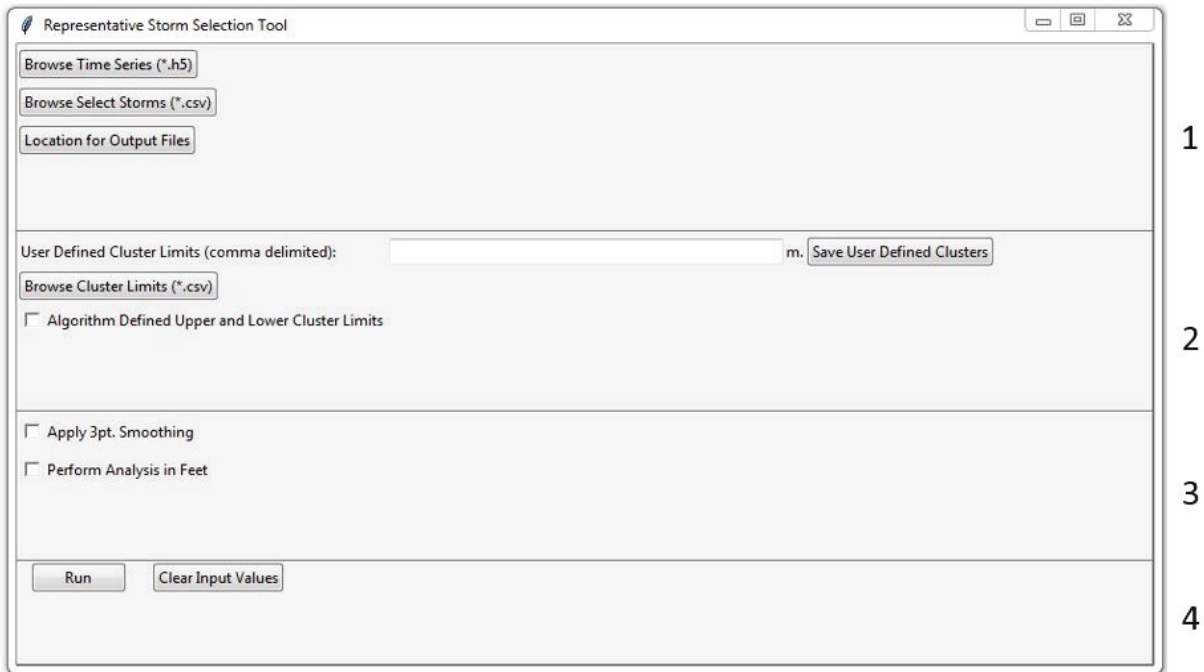 Representative Storm Selection Tool
Browse Time Series (*.h5)
Browse Select Storms (*.csv)
Location for Output Files
1
User Defined Cluster Limits (comma delimited): m. Save User Defined Clusters
Browse Cluster Limits (*.csv)
Algorithm Defined Upper and Lower Cluster Limits
2
Apply 3pt. Smoothing
Perform Analysis in Feet
3
Run Clear Input Values
4